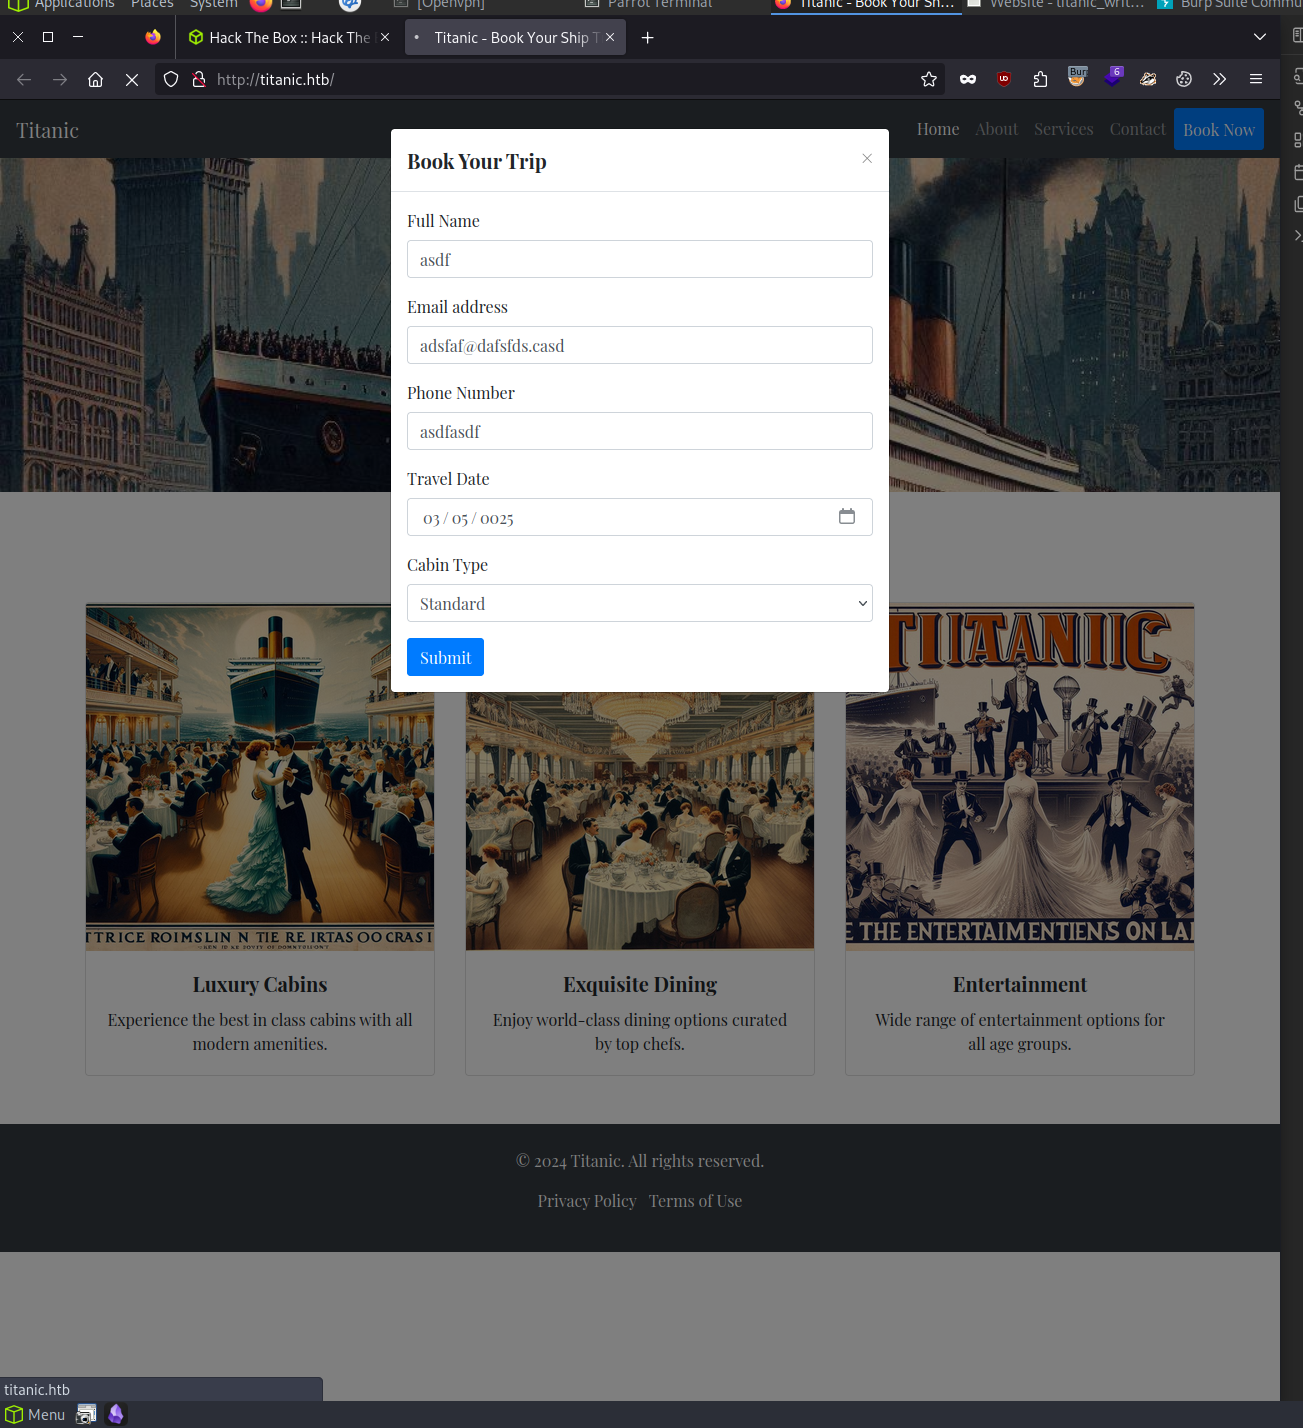 Applications Places System [Openvpn] Parrot Terminal Titanic - Book Your Sh... Website - titanic_writ... Burp Suite Commu
Hack The Box :: Hack The Titanic - Book Your Ship T
http://titanic.htb/
Burp 6
Titanic Home About Services Contact Book Now
Book Your Trip
Full Name
asdf
Email address
adsfaf@dafsfds.casd
Phone Number
asdfasdf
Travel Date
03 / 05 / 0025
Cabin Type
Standard
Submit
TITANIC
TTRICE ROIMSLIN N TIE RE IRTAS OO CRAS I
E THE ENTERTAIMENTIENS ON LA
Luxury Cabins
Experience the best in class cabins with all
modern amenities.
Exquisite Dining
Enjoy world-class dining options curated
by top chefs.
Entertainment
Wide range of entertainment options for
all age groups.
© 2024 Titanic. All rights reserved.
Privacy Policy Terms of Use
titanic.htb
Menu